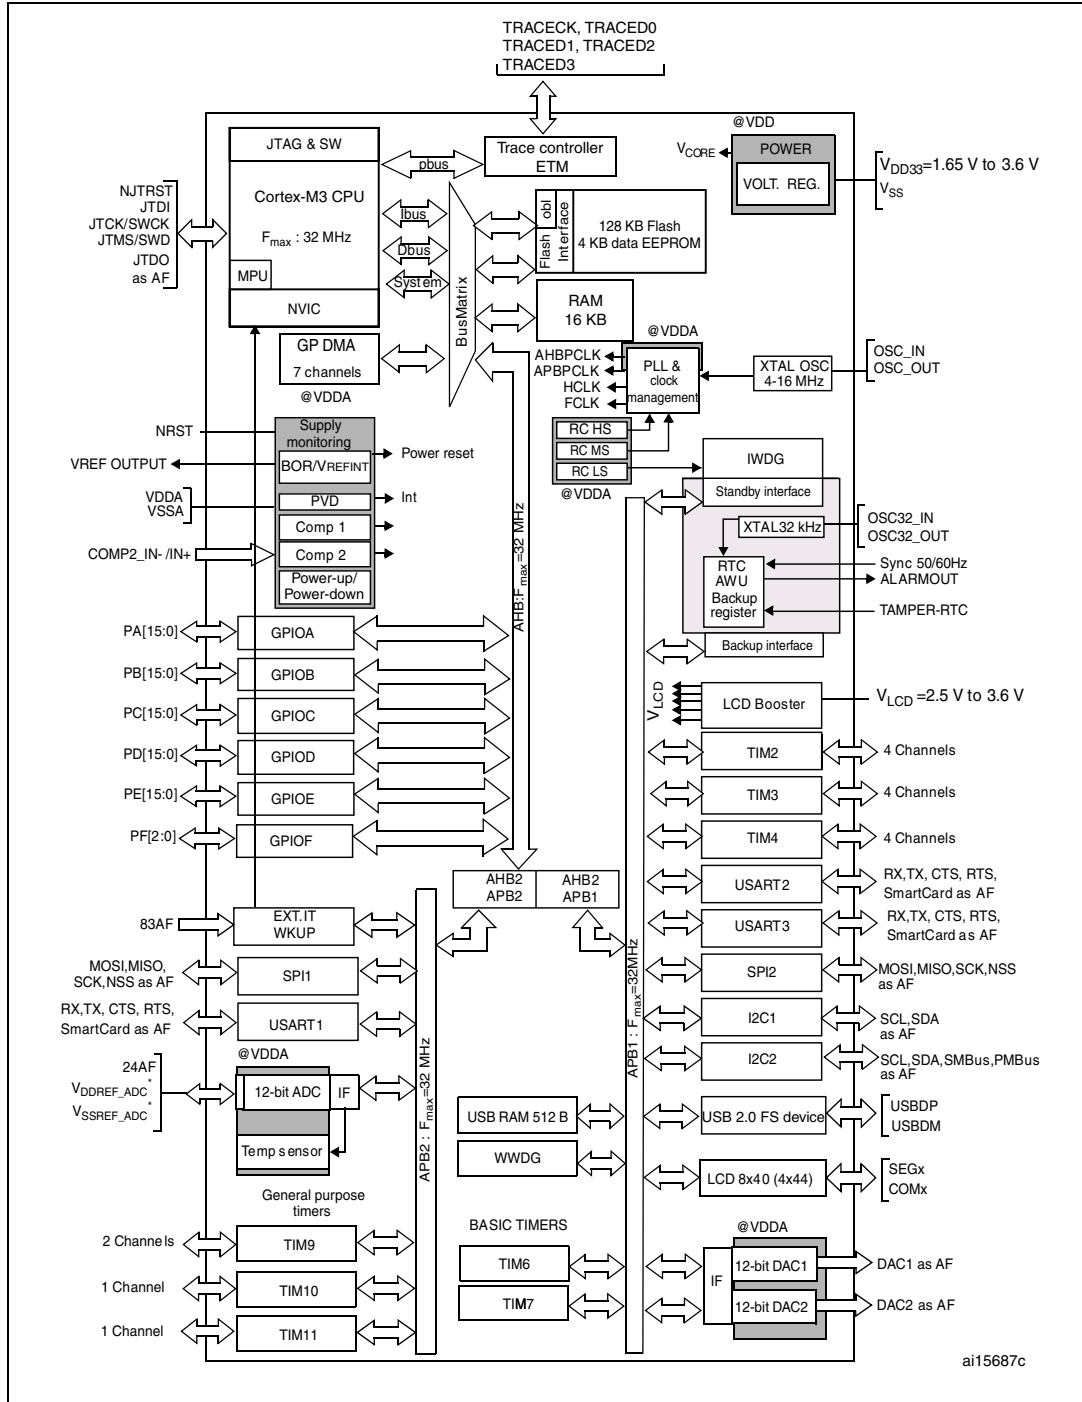 TRACECK, TRACED0
TRACED1, TRACED2
TRACED3
@VDD
JTAG & SW
Trace controller
ETM
pbus
VCORE
POWER
VOLT. REG.
VDD33=1.65 V to 3.6 V
VSS
NJTRST
JTDI
JTCK/SWCK
JTMS/SWD
JTDO
as AF
Cortex-M3 CPU
Fmax : 32 MHz
MPU
NVIC
Ibus
Dbus
System
BusMatrix
Flash obl
Interface
128 KB Flash
4 KB data EEPROM
RAM
16 KB
GP DMA
7 channels
@VDDA
AHBPCLK
APBPCLK
HCLK
FCLK
PLL &
clock
management
XTAL OSC
4-16 MHz
OSC_IN
OSC_OUT
@VDDA
NRST
VREF OUTPUT
VDDA
VSSA
COMP2_IN- /IN+
Supply
monitoring
BOR/VREFINT
Power reset
PVD
Int
Comp 1
Comp 2
Power-up/
Power-down
RC HS
RC MS
RC LS
@VDDA
IWDG
Standby interface
XTAL32 kHz
OSC32_IN
OSC32_OUT
RTC
AWU
Backup
register
Sync 50/60Hz
ALARMOUT
TAMPER-RTC
Backup interface
AHB:Fmax=32 MHz
PA[15:0]
GPIOA
PB[15:0]
GPIOB
PC[15:0]
GPIOC
PD[15:0]
GPIOD
PE[15:0]
GPIOE
PF[2:0]
GPIOF
VLCD
LCD Booster
VLCD =2.5 V to 3.6 V
TIM2
4 Channels
TIM3
4 Channels
TIM4
4 Channels
AHB2
APB2
AHB2
APB1
USART2
RX,TX, CTS, RTS,
SmartCard as AF
USART3
RX,TX, CTS, RTS,
SmartCard as AF
83AF
EXT.IT
WKUP
MOSI,MISO,
SCK,NSS as AF
SPI1
RX,TX, CTS, RTS,
SmartCard as AF
USART1
SPI2
MOSI,MISO,SCK,NSS
as AF
I2C1
SCL,SDA
as AF
I2C2
SCL,SDA,SMBus,PMBus
as AF
@VDDA
24AF
VDDREF_ADC*
VSSREF_ADC*
12-bit ADC
IF
Temp sensor
APB2 : Fmax=32 MHz
APB1 : Fmax=32MHz
USB RAM 512 B
USB 2.0 FS device
USBDP
USBDM
WWDG
LCD 8x40 (4x44)
SEGx
COMx
General purpose
timers
2 Channels
TIM9
1 Channel
TIM10
1 Channel
TIM11
BASIC TIMERS
TIM6
TIM7
@VDDA
IF
12-bit DAC1
DAC1 as AF
12-bit DAC2
DAC2 as AF
ai15687c